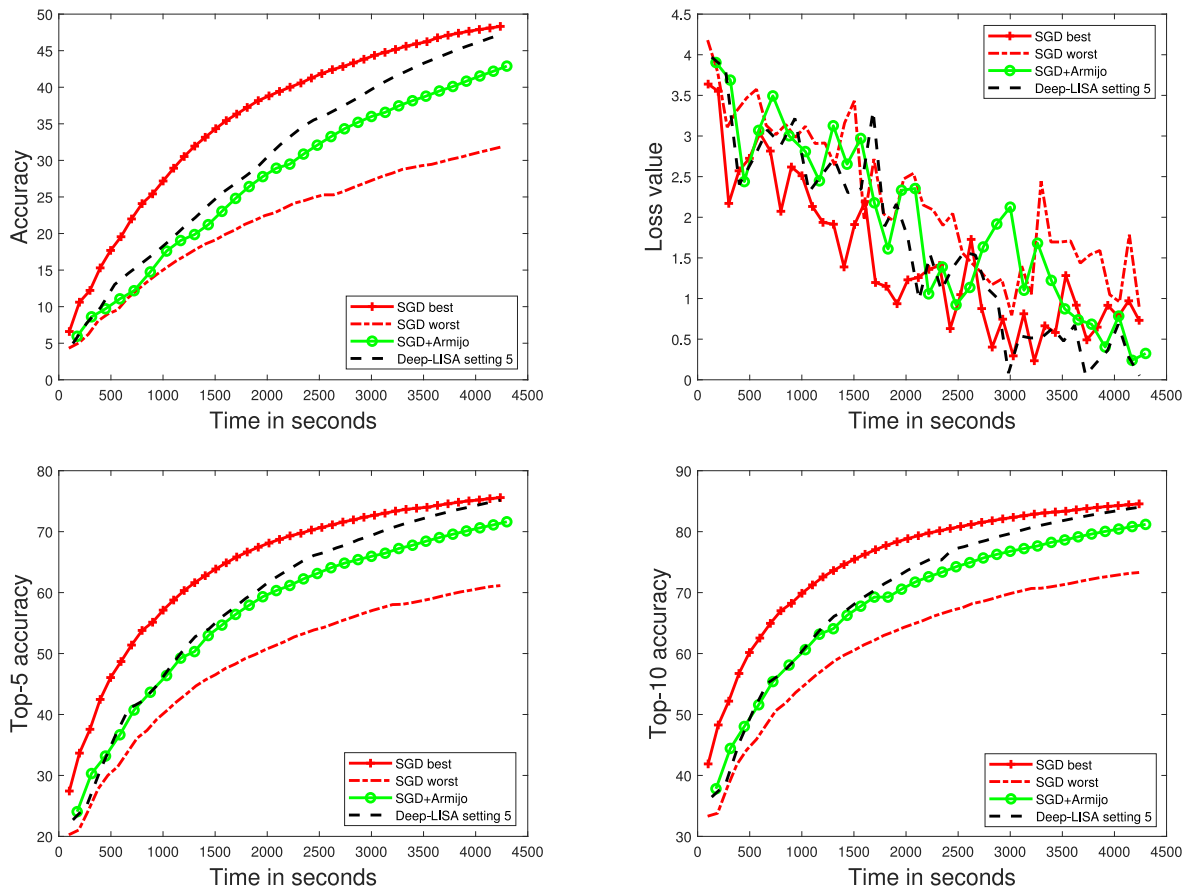 50
45
40
35
30
25
20
15
10
5
0
Accuracy
0 500 1000 1500 2000 2500 3000 3500 4000 4500
Time in seconds
SGD best
SGD worst
SGD+Armijo
Deep-LISA setting 5
4.5
4
3.5
3
2.5
2
1.5
1
0.5
0
Loss value
0 500 1000 1500 2000 2500 3000 3500 4000 4500
Time in seconds
SGD best
SGD worst
SGD+Armijo
Deep-LISA setting 5
80
70
60
50
40
30
20
Top-5 accuracy
0 500 1000 1500 2000 2500 3000 3500 4000 4500
Time in seconds
SGD best
SGD worst
SGD+Armijo
Deep-LISA setting 5
90
80
70
60
50
40
30
Top-10 accuracy
0 500 1000 1500 2000 2500 3000 3500 4000 4500
Time in seconds
SGD best
SGD worst
SGD+Armijo
Deep-LISA setting 5